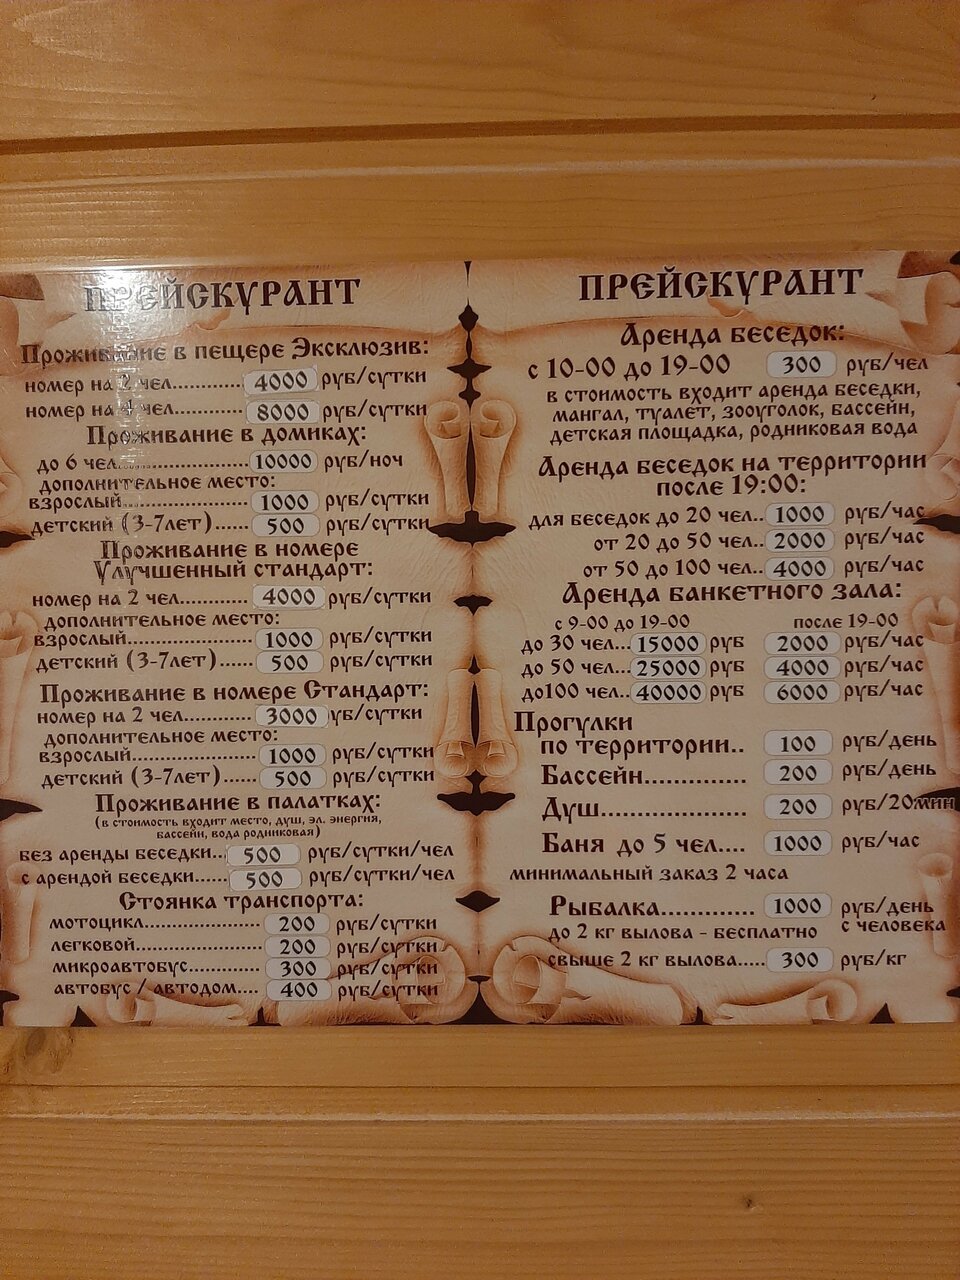 ПРЕЙСКУРАНТ
Проживание в пещере Эксклюзив:
номер на 2 чел............ 4000 руб/сутки
номер на 4 чел............ 8000 руб/сутки
Проживание в домиках:
до 6 чел...................... 10000 руб/ноч
дополнительное место:
взрослый..................... 1000 руб/сутки
детский (3-7лет)...... 500 руб/сутки
Проживание в номере
Улучшенный стандарт:
номер на 2 чел............ 4000 руб/сутки
дополнительное место:
взрослый..................... 1000 руб/сутки
детский (3-7лет)...... 500 руб/сутки
Проживание в номере Стандарт:
номер на 2 чел............ 3000 уб/сутки
дополнительное место:
взрослый..................... 1000 руб/сутки
детский (3-7лет)...... 500 руб/сутки
Проживание в палатках:
(в стоимость входит место, душ, эл. энергия,
бассейн, вода родниковая)
без аренды беседки... 500 руб/сутки/чел
с арендой беседки...... 500 руб/сутки/чел
Стоянка транспорта:
мотоцикл..................... 200 руб/сутки
легковой....................... 200 руб/сутки
микроавтобус............. 300 руб/сутки
автобус / автодом.... 400 руб/сутки
ПРЕЙСКУРАНТ
Аренда беседок:
с 10-00 до 19-00 300 руб/чел
в стоимость входит аренда беседки,
мангал, туалет, зооуголок, бассейн,
детская площадка, родниковая вода
Аренда беседок на территории
после 19:00:
для беседок до 20 чел.. 1000 руб/час
от 20 до 50 чел.. 2000 руб/час
от 50 до 100 чел.. 4000 руб/час
Аренда банкетного зала:
с 9-00 до 19-00 после 19-00
до 30 чел... 15000 руб 2000 руб/час
до 50 чел... 25000 руб 4000 руб/час
до100 чел.. 40000 руб 6000 руб/час
Прогулки
по территории.. 100 руб/день
Бассейн.............. 200 руб/день
Душ.................... 200 руб/20мин
Баня до 5 чел.... 1000 руб/час
минимальный заказ 2 часа
Рыбалка............. 1000 руб/день
до 2 кг вылова - бесплатно с человека
свыше 2 кг вылова..... 300 руб/кг